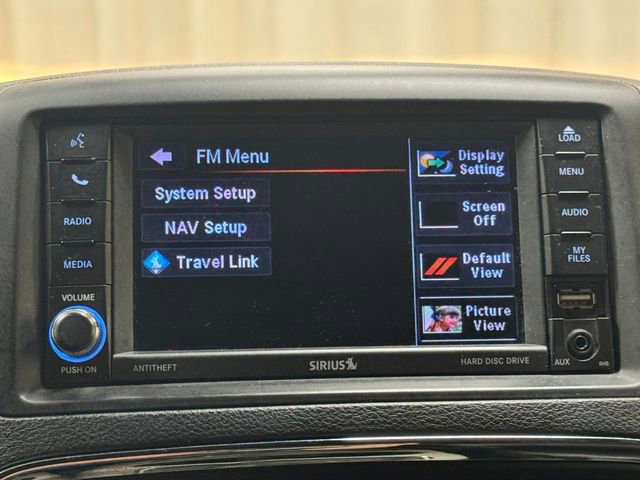 LOAD
FM Menu
Display
Setting
MENU
System Setup
Screen
Off
RADIO
AUDIO
NAV Setup
MEDIA
Travel Link
Default
View
MY
FILES
VOLUME
Picture
View
PUSH ON
ANTITHEFT
SIRIUS
HARD DISC DRIVE
AUX
RHB